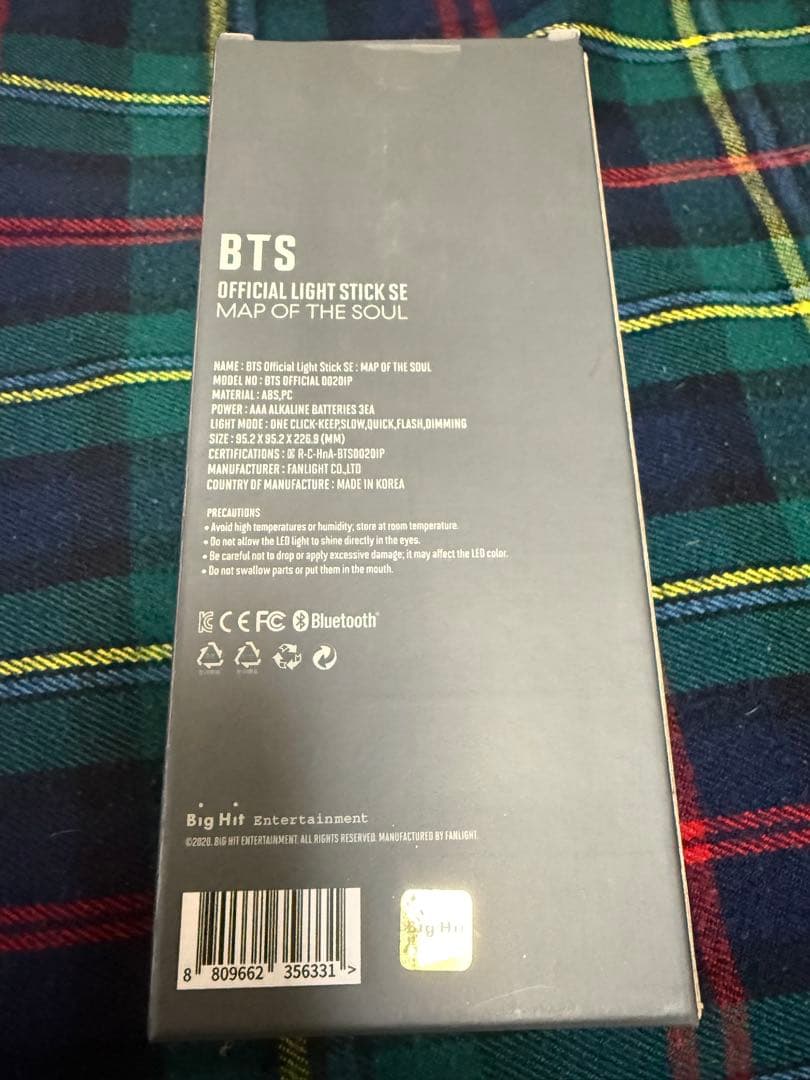 BTS
OFFICIAL LIGHT STICK SE
MAP OF THE SOUL
NAME : BTS Official Light Stick SE : MAP OF THE SOUL
MODEL NO : BTS OFFICIAL 0020IP
MATERIAL : ABS,PC
POWER : AAA ALKALINE BATTERIES 3EA
LIGHT MODE : ONE CLICK-KEEP,SLOW,QUICK,FLASH,DIMMING
SIZE : 95.2 X 95.2 X 226.9 (MM)
CERTIFICATIONS : R-C-HnA-BTS0020IP
MANUFACTURER : FANLIGHT CO.,LTD
COUNTRY OF MANUFACTURE : MADE IN KOREA
PRECAUTIONS
• Avoid high temperatures or humidity; store at room temperature.
• Do not allow the LED light to shine directly in the eyes.
• Be careful not to drop or apply excessive damage; it may affect the LED color.
• Do not swallow parts or put them in the mouth.
CE FC Bluetooth®
Big Hit Entertainment
©2020. BIG HIT ENTERTAINMENT. ALL RIGHTS RESERVED. MANUFACTURED BY FANLIGHT.
8 809662 356331 >
Big Hit